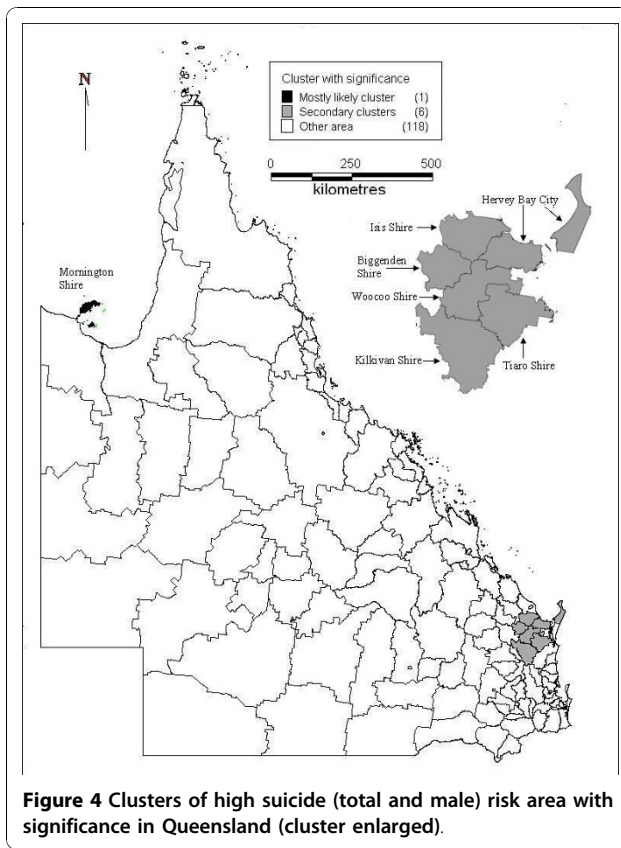 N
Cluster with significance
Mostly likely cluster (1)
Secondary clusters (6)
Other area (118)
0 250 500
kilometres
Hervey Bay City
Isis Shire
Biggenden
Shire
Woocoo Shire
Kilkivan Shire
Tiaro Shire
Mornington
Shire
Figure 4 Clusters of high suicide (total and male) risk area with
significance in Queensland (cluster enlarged).